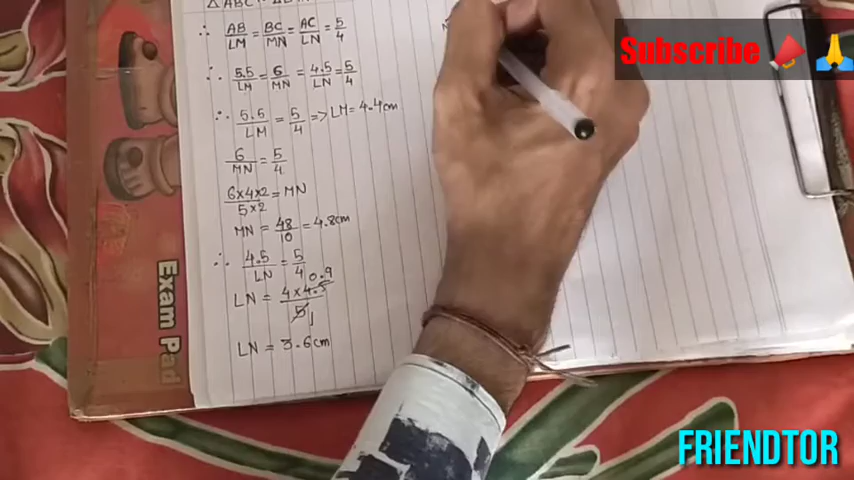 ∴ AB/LM = BC/MN = AC/LN = 5/4
∴ 5.5/LM = 6/MN = 4.5/LN = 5/4
∴ 5.5/LM = 5/4 => LM = 4.4cm
6/MN = 5/4
6×4×2/5×2 = MN
MN = 48/10 = 4.8cm
∴ 4.5/LN = 5/4
LN = 4×4.5/5 0.9 1
LN = 3.6cm
Exam Pad
Subscribe
FRIENDTOR